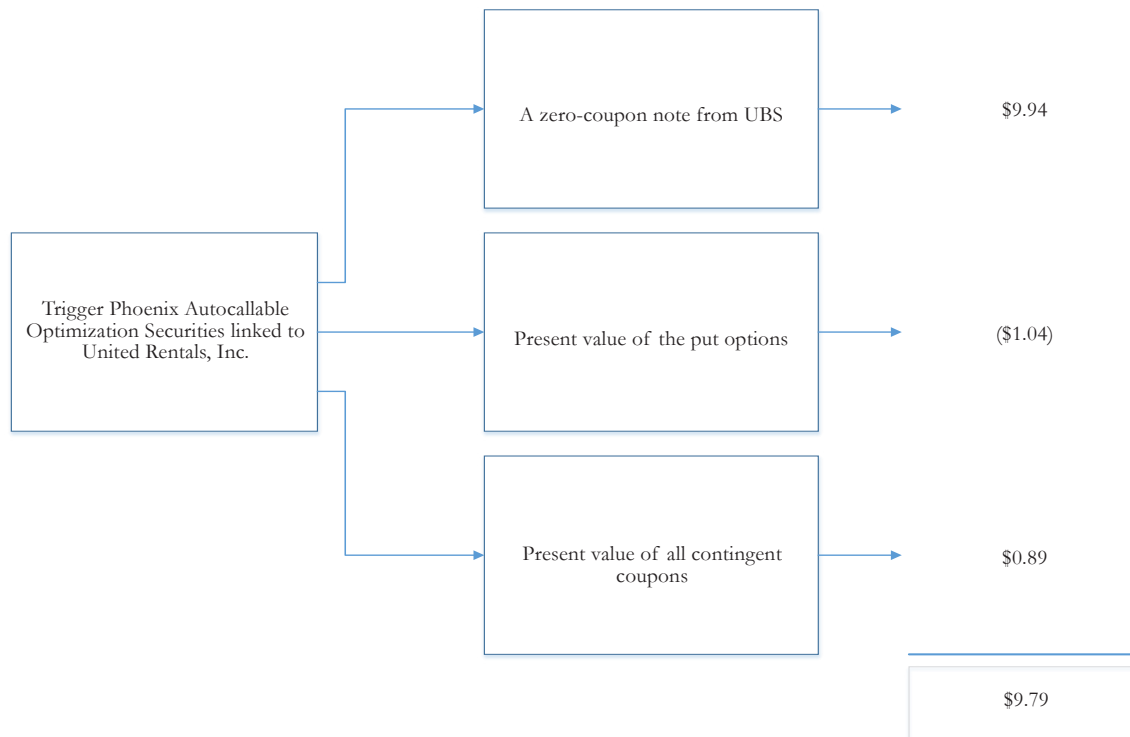 A zero-coupon note from UBS
$9.94
Trigger Phoenix Autocallable
Optimization Securities linked to
United Rentals, Inc.
Present value of the put options
($1.04)
Present value of all contingent
coupons
$0.89
$9.79